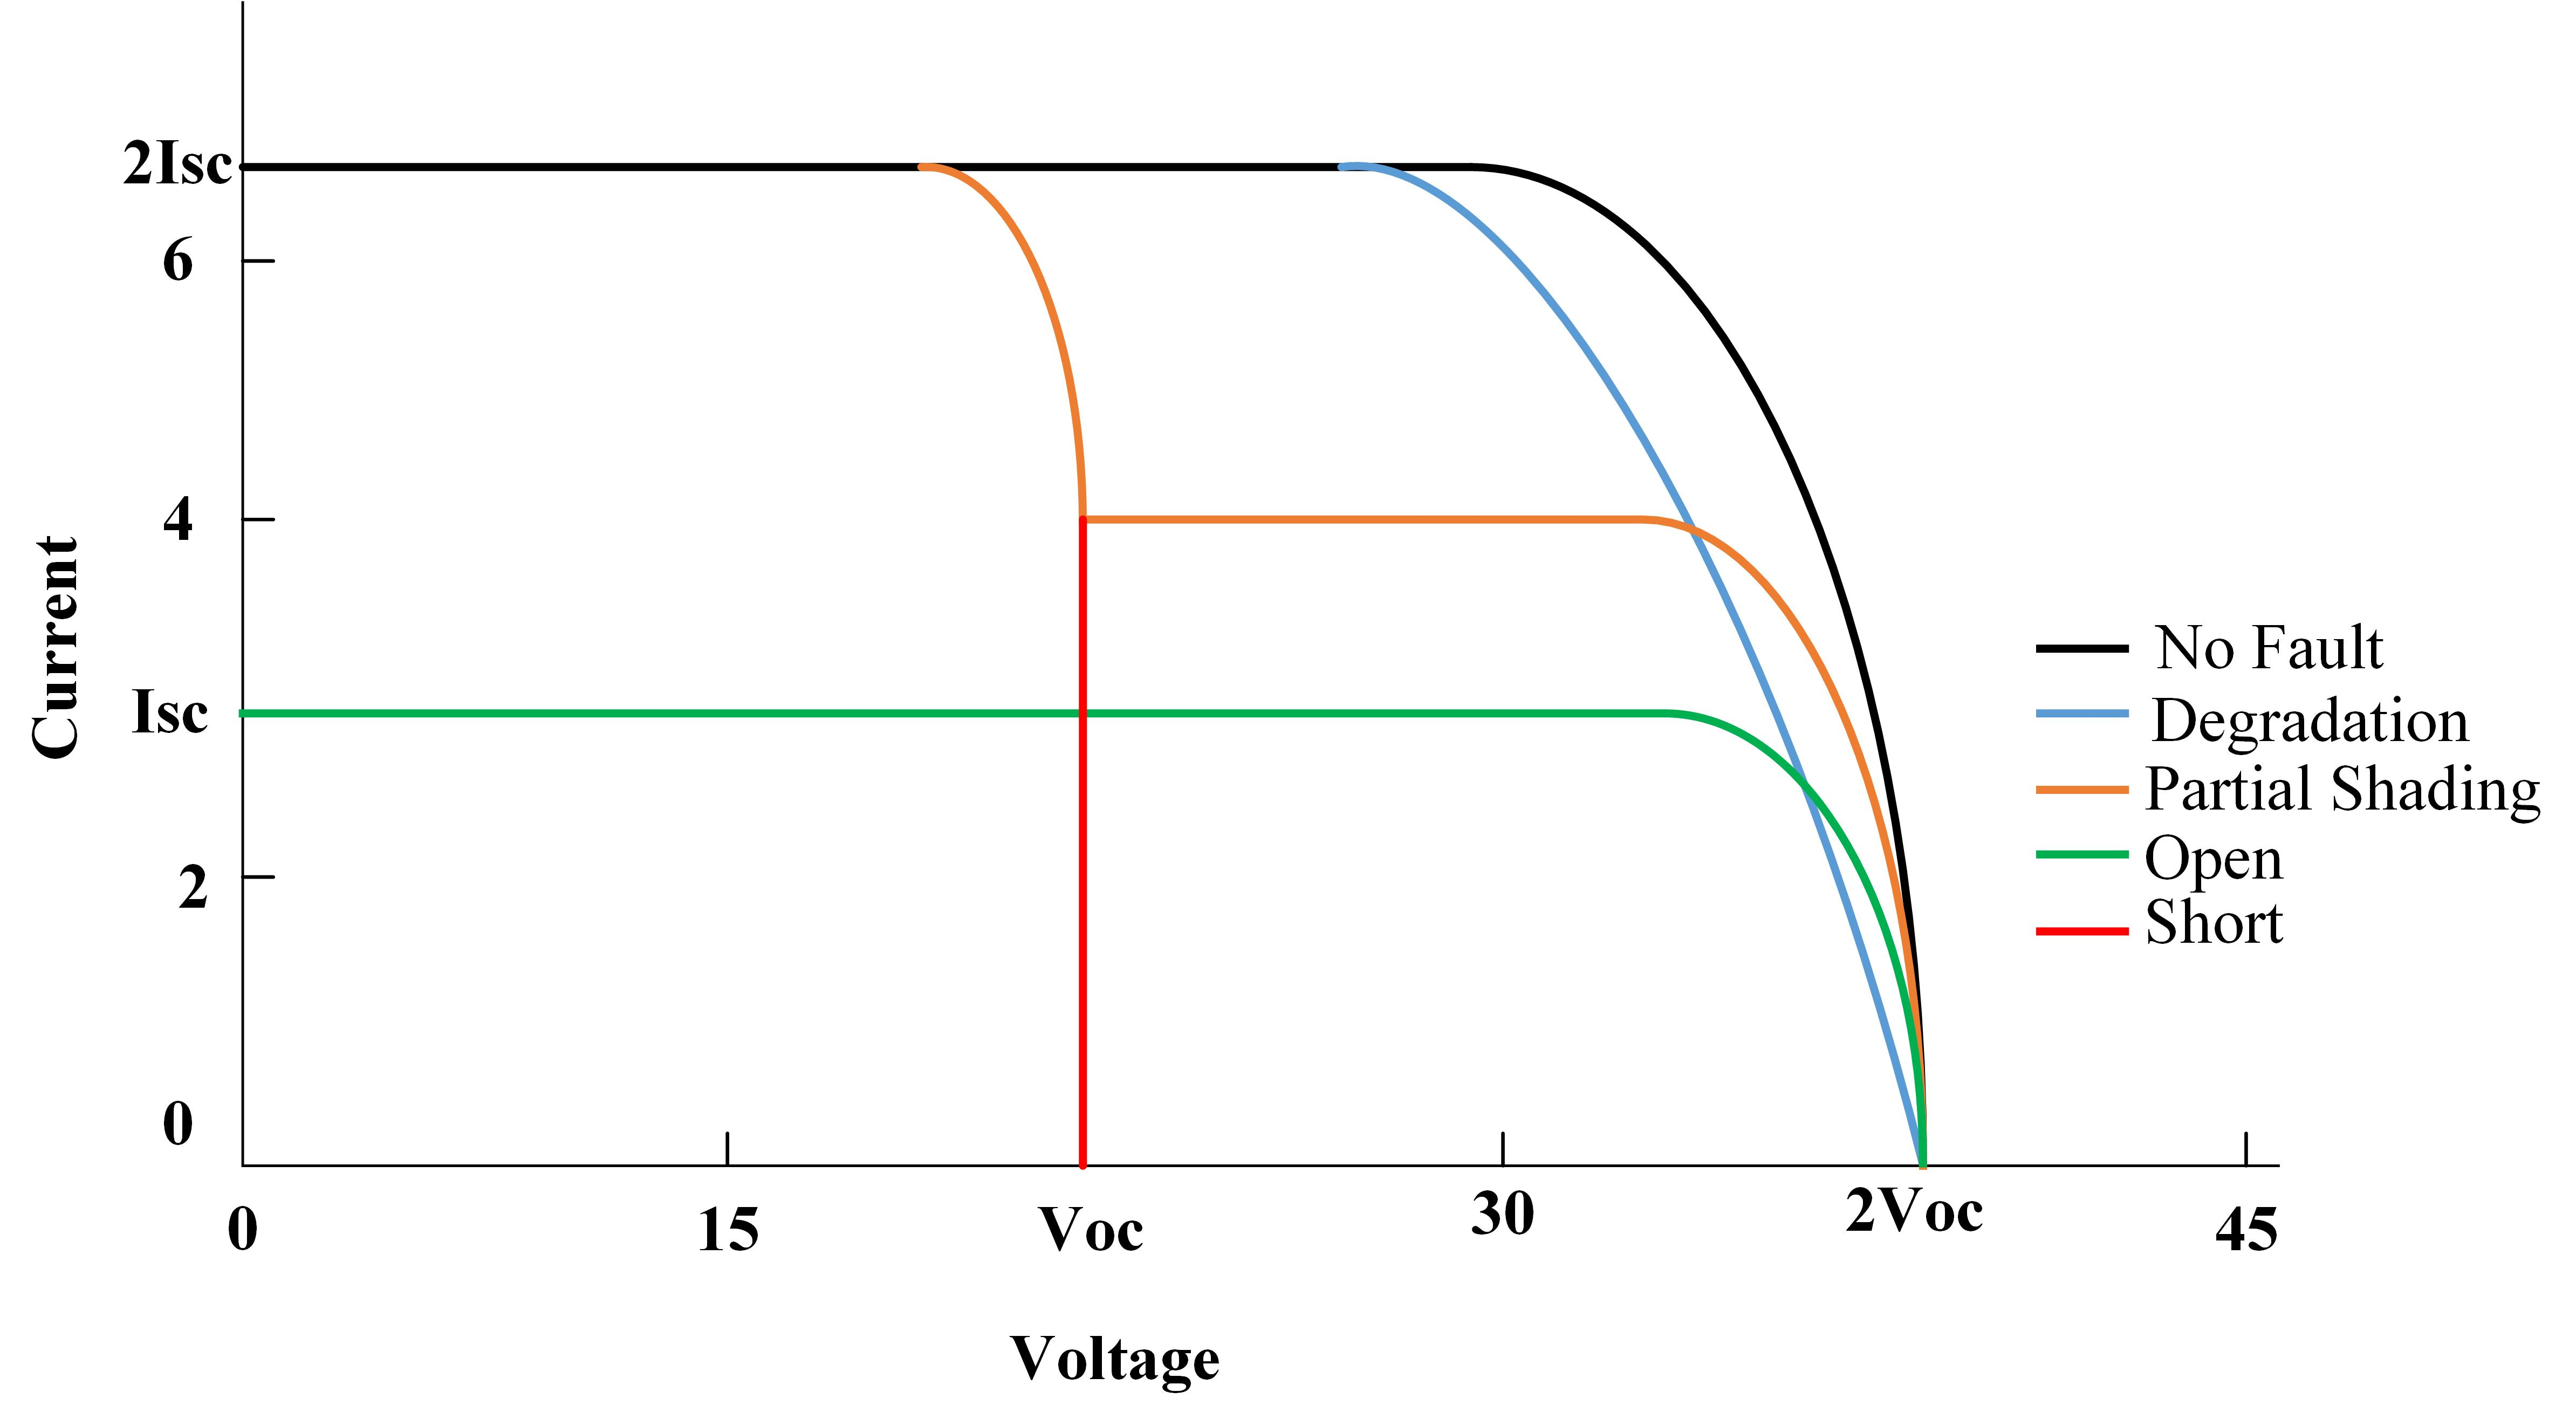 2Isc
6
4
Isc
2
0
Current
0
15
Voc
30
2Voc
45
Voltage
No Fault
Degradation
Partial Shading
Open
Short